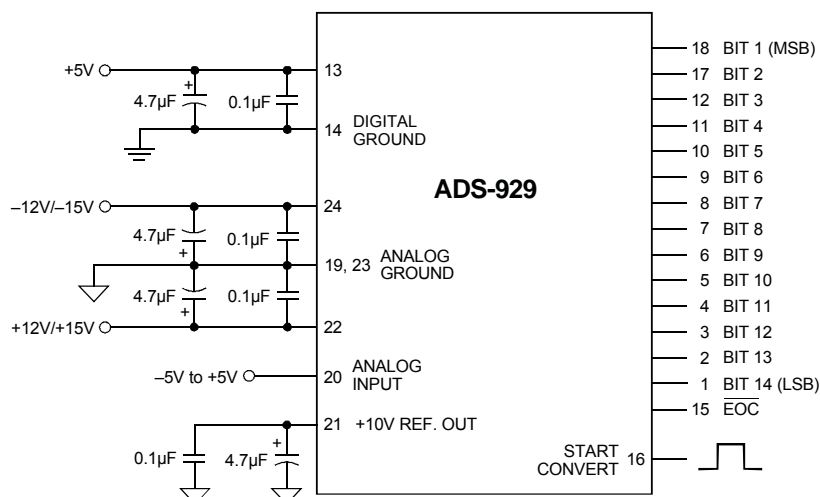 ADS-929
+5V
4.7µF
0.1µF
13
14 DIGITAL
GROUND
–12V/–15V
24
4.7µF
0.1µF
19, 23 ANALOG
GROUND
4.7µF
0.1µF
+12V/+15V
22
–5V to +5V
20 ANALOG
INPUT
21 +10V REF. OUT
0.1µF
4.7µF
+
+
+
+
18 BIT 1 (MSB)
17 BIT 2
12 BIT 3
11 BIT 4
10 BIT 5
9 BIT 6
8 BIT 7
7 BIT 8
6 BIT 9
5 BIT 10
4 BIT 11
3 BIT 12
2 BIT 13
1 BIT 14 (LSB)
15 EOC
START
CONVERT 16